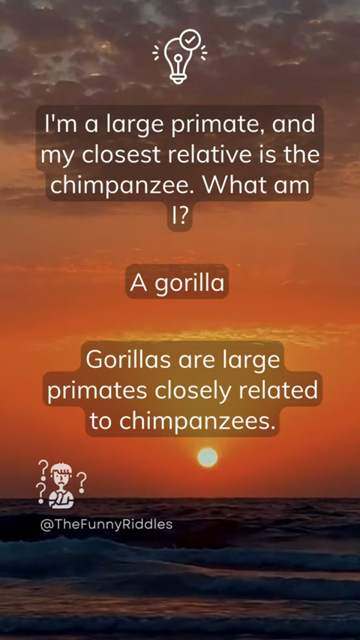 I'm a large primate, and
my closest relative is the
chimpanzee. What am
I?
A gorilla
Gorillas are large
primates closely related
to chimpanzees.
@TheFunnyRiddles